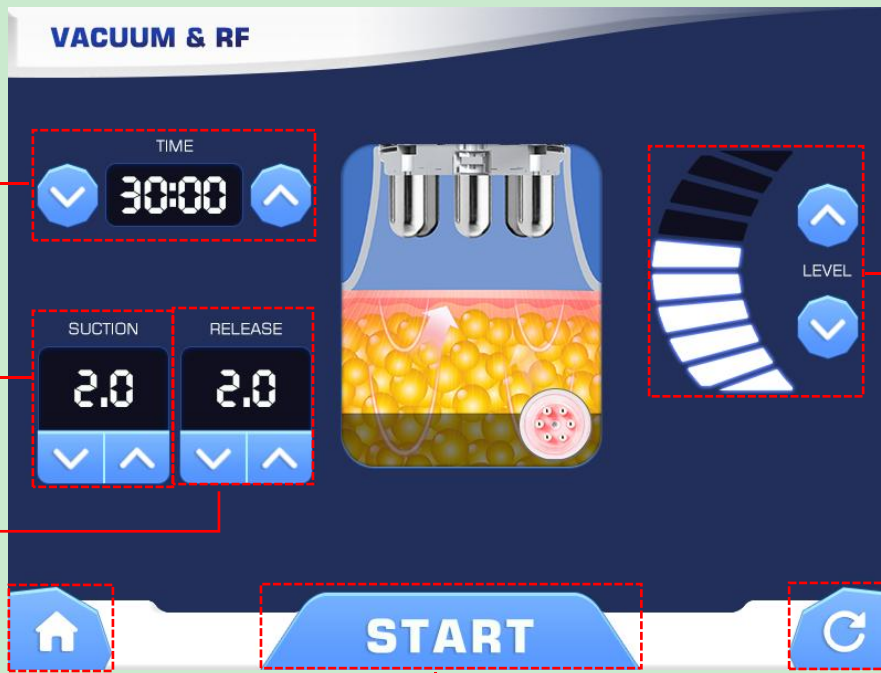 VACUUM & RF
TIME
30:00
LEVEL
SUCTION
RELEASE
2.0
2.0
START